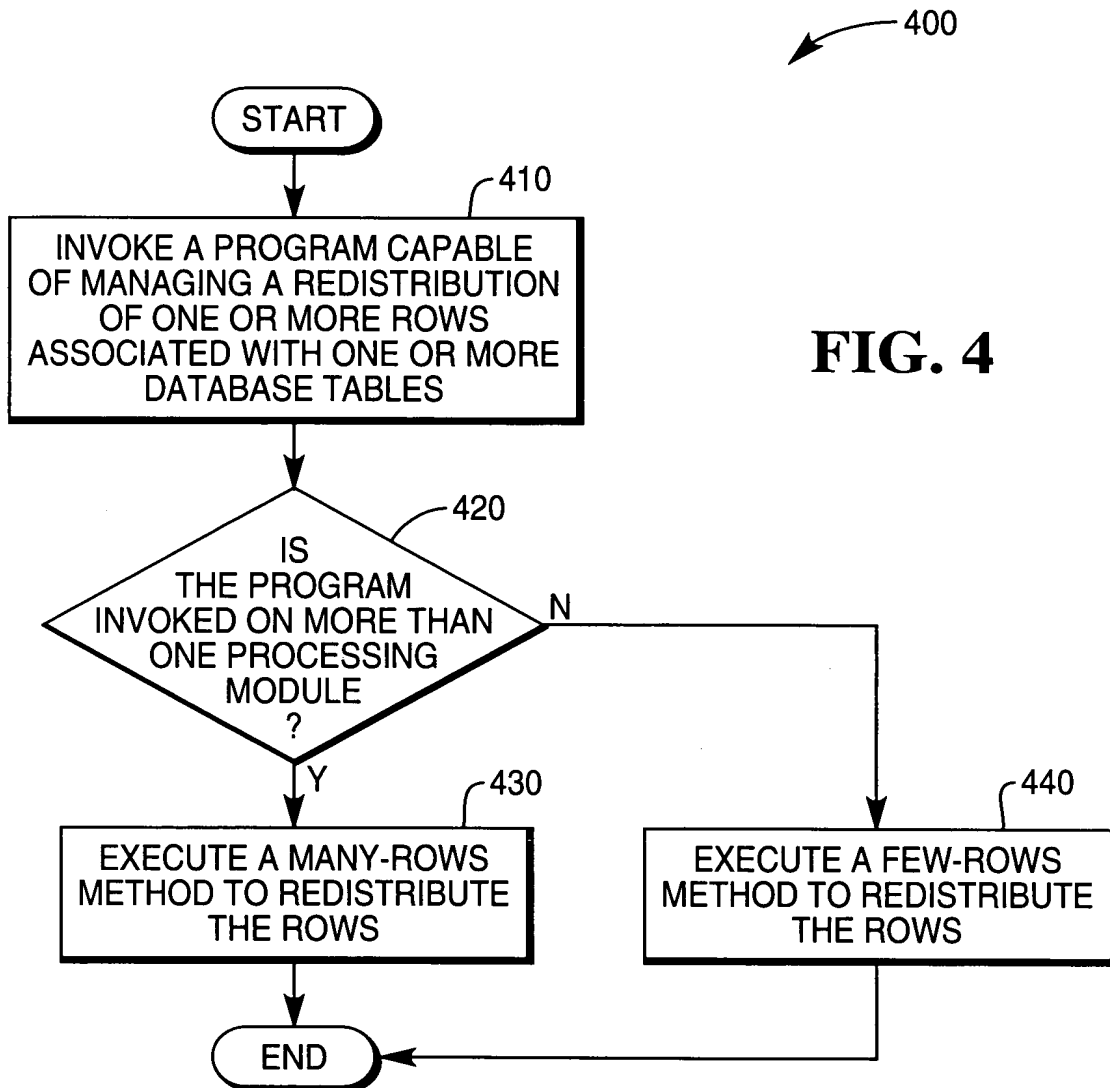 400
START
410
INVOKE A PROGRAM CAPABLE
OF MANAGING A REDISTRIBUTION
OF ONE OR MORE ROWS
ASSOCIATED WITH ONE OR MORE
DATABASE TABLES
FIG. 4
420
IS
THE PROGRAM
INVOKED ON MORE THAN
ONE PROCESSING
MODULE
?
N
Y
430
EXECUTE A MANY-ROWS
METHOD TO REDISTRIBUTE
THE ROWS
440
EXECUTE A FEW-ROWS
METHOD TO REDISTRIBUTE
THE ROWS
END